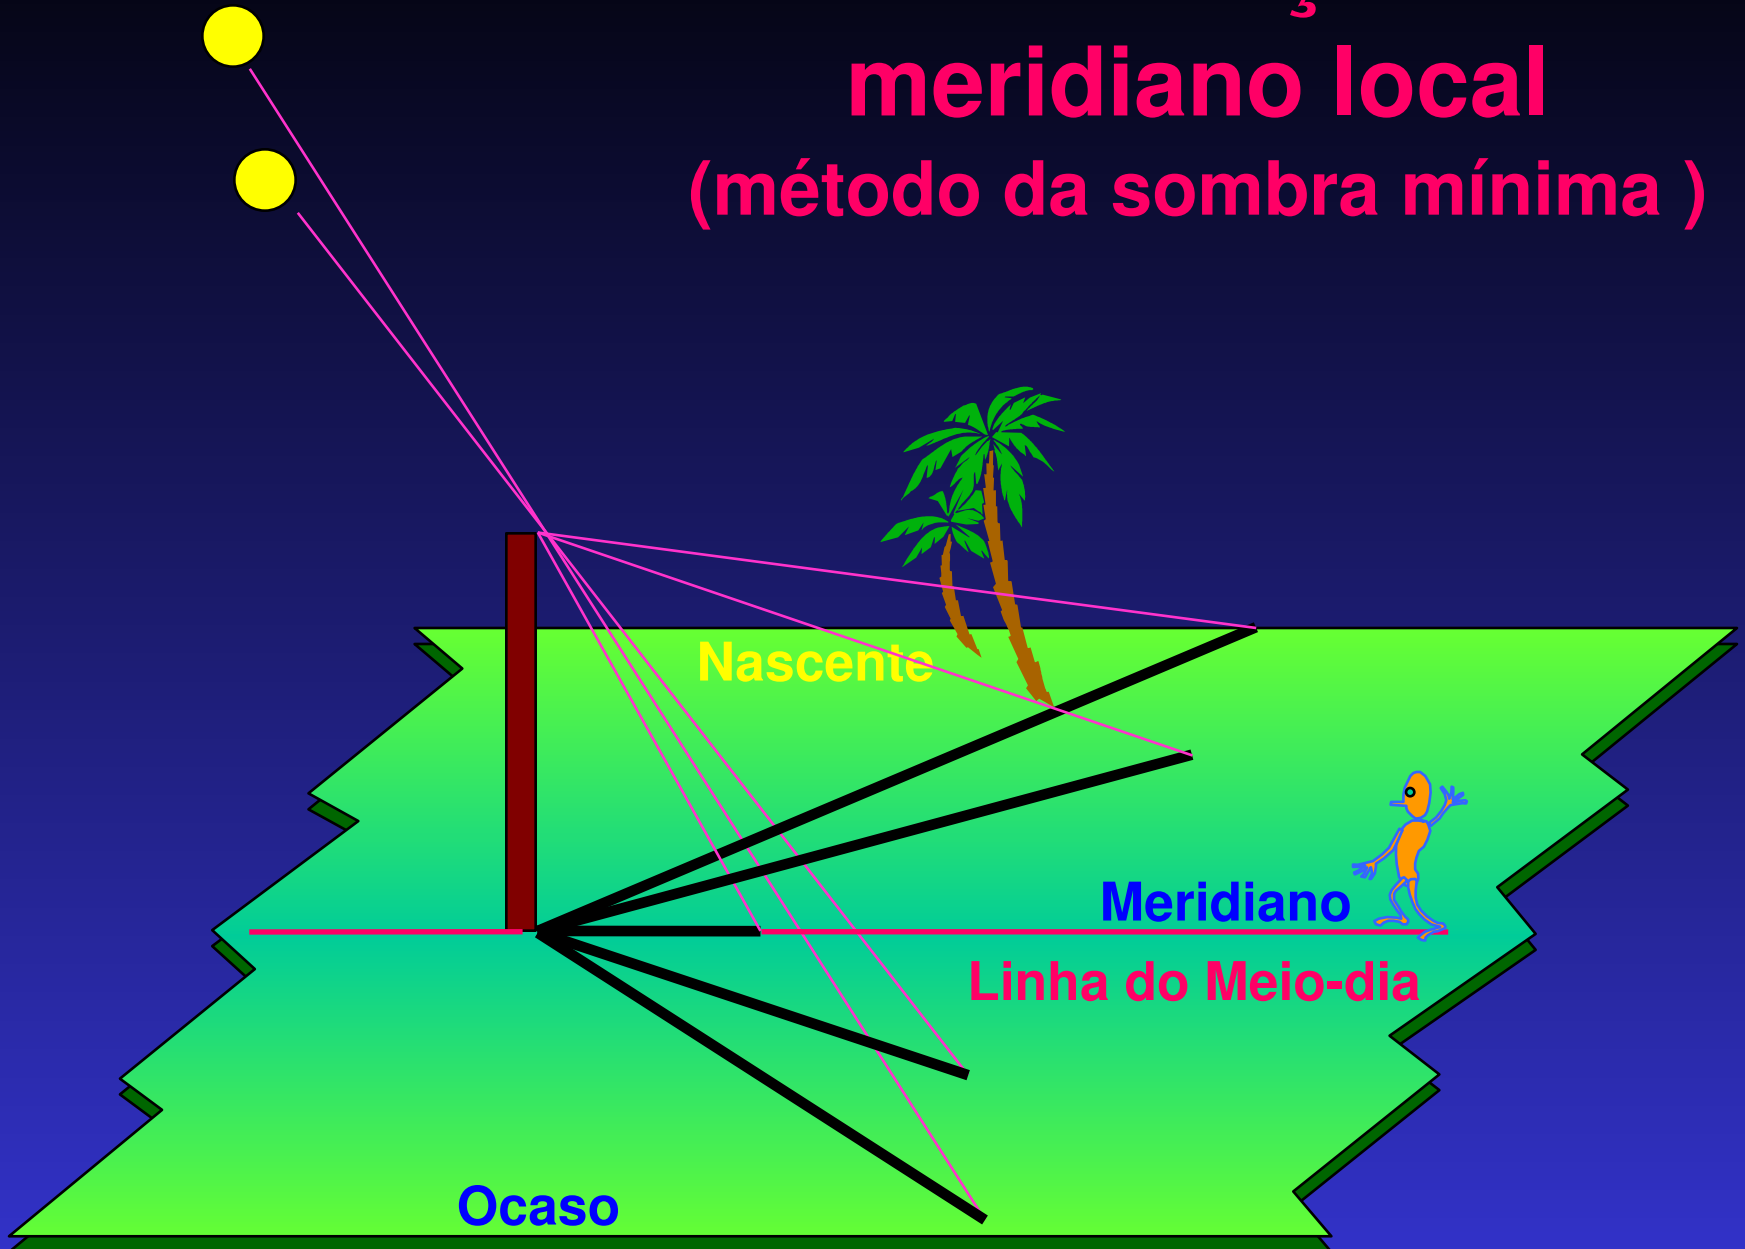 meridiano local
(método da sombra mínima )
Nascente
Meridiano
Linha do Meio-dia
Ocaso